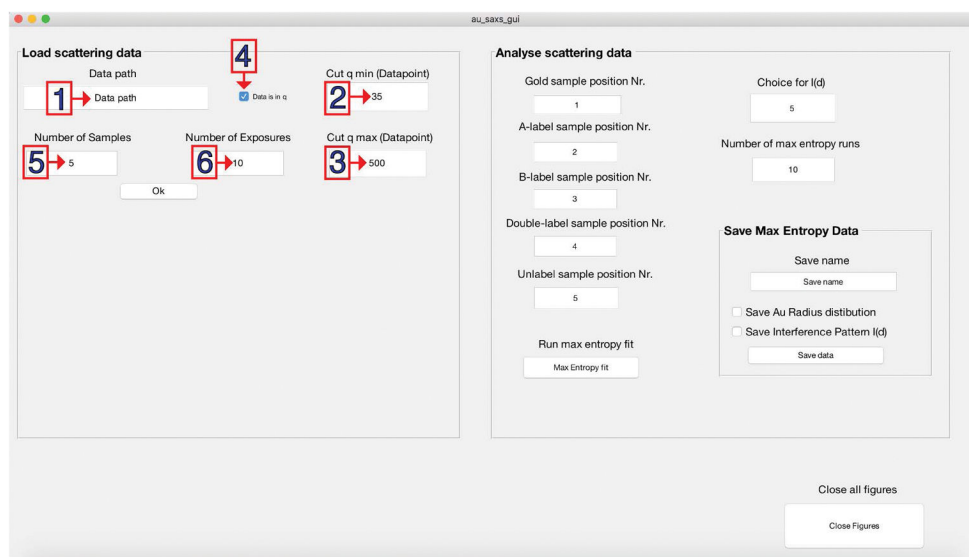 au_saxs_gui
Load scattering data
4
Data path
1
Data path
Data is in q
Cut q min (Datapoint)
2
35
Number of Samples
5
5
Number of Exposures
6
10
Cut q max (Datapoint)
3
500
Ok
Analyse scattering data
Gold sample position Nr.
1
A-label sample position Nr.
2
B-label sample position Nr.
3
Double-label sample position Nr.
4
Unlabel sample position Nr.
5
Run max entropy fit
Max Entropy fit
Choice for I(d)
5
Number of max entropy runs
10
Save Max Entropy Data
Save name
Save name
Save Au Radius distibution
Save Interference Pattern I(d)
Save data
Close all figures
Close Figures